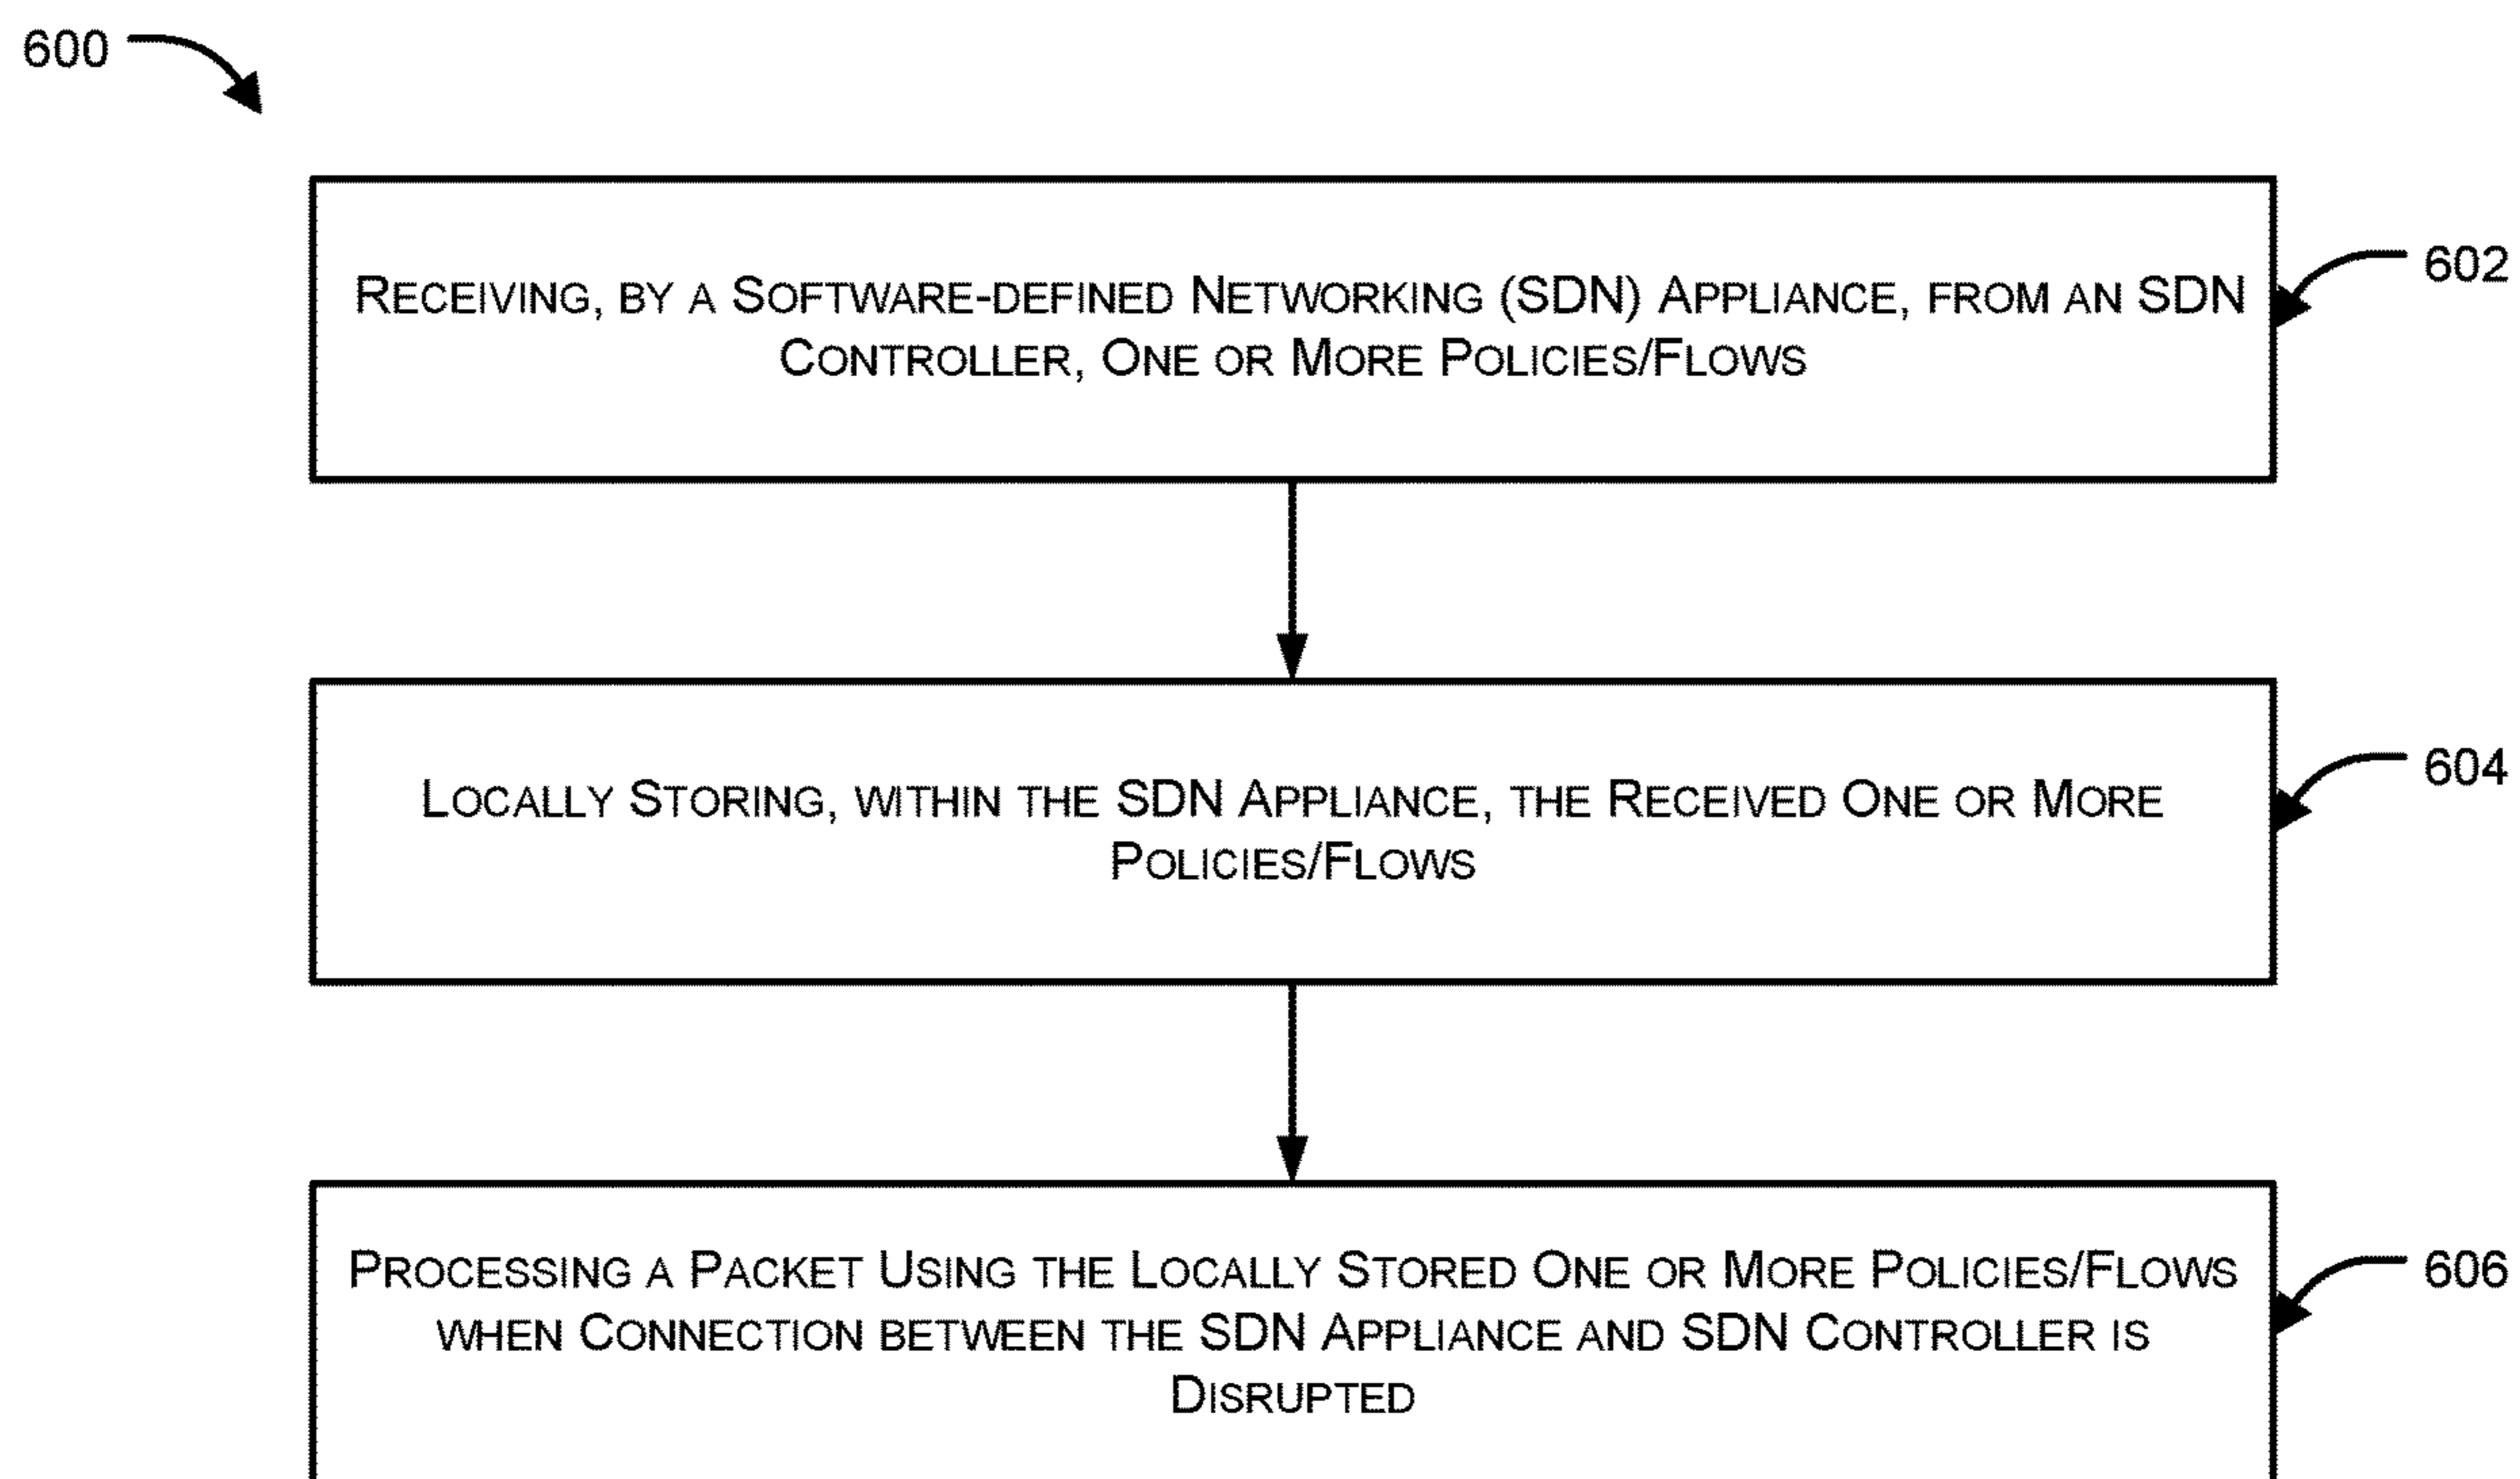 600
RECEIVING, BY A SOFTWARE-DEFINED NETWORKING (SDN) APPLIANCE, FROM AN SDN
CONTROLLER, ONE OR MORE POLICIES/FLOWS
602
LOCALLY STORING, WITHIN THE SDN APPLIANCE, THE RECEIVED ONE OR MORE
POLICIES/FLOWS
604
PROCESSING A PACKET USING THE LOCALLY STORED ONE OR MORE POLICIES/FLOWS
WHEN CONNECTION BETWEEN THE SDN APPLIANCE AND SDN CONTROLLER IS
DISRUPTED
606